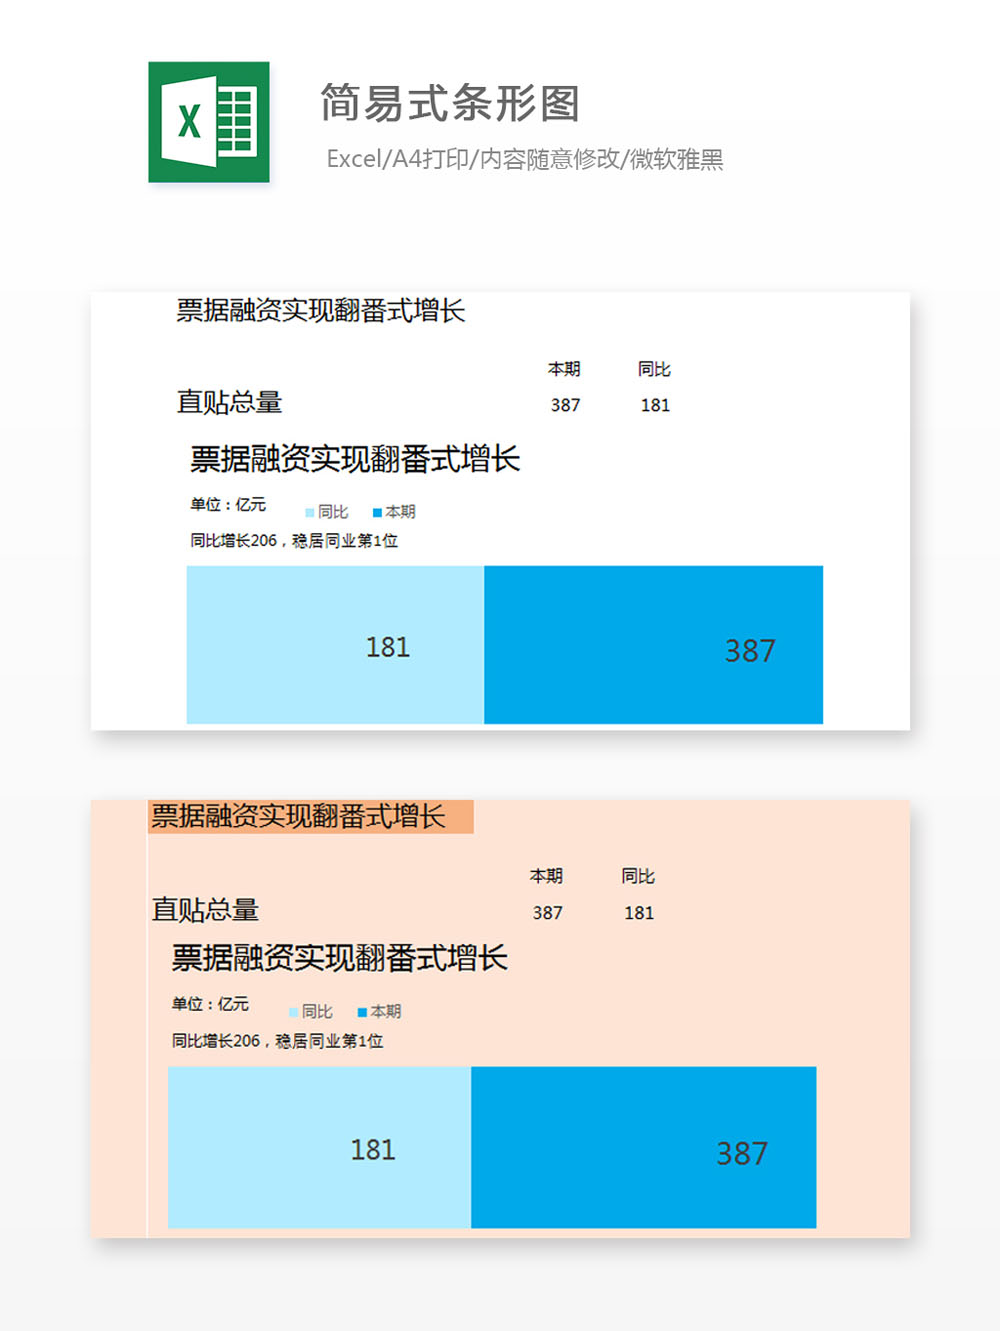 X
简易式条形图
Excel/A4打印/内容随意修改/微软雅黑
票据融资实现翻番式增长
本期 同比
直贴总量 387 181
票据融资实现翻番式增长
单位：亿元 同比 本期
同比增长206，稳居同业第1位
181 387
票据融资实现翻番式增长
本期 同比
直贴总量 387 181
票据融资实现翻番式增长
单位：亿元 同比 本期
同比增长206，稳居同业第1位
181 387